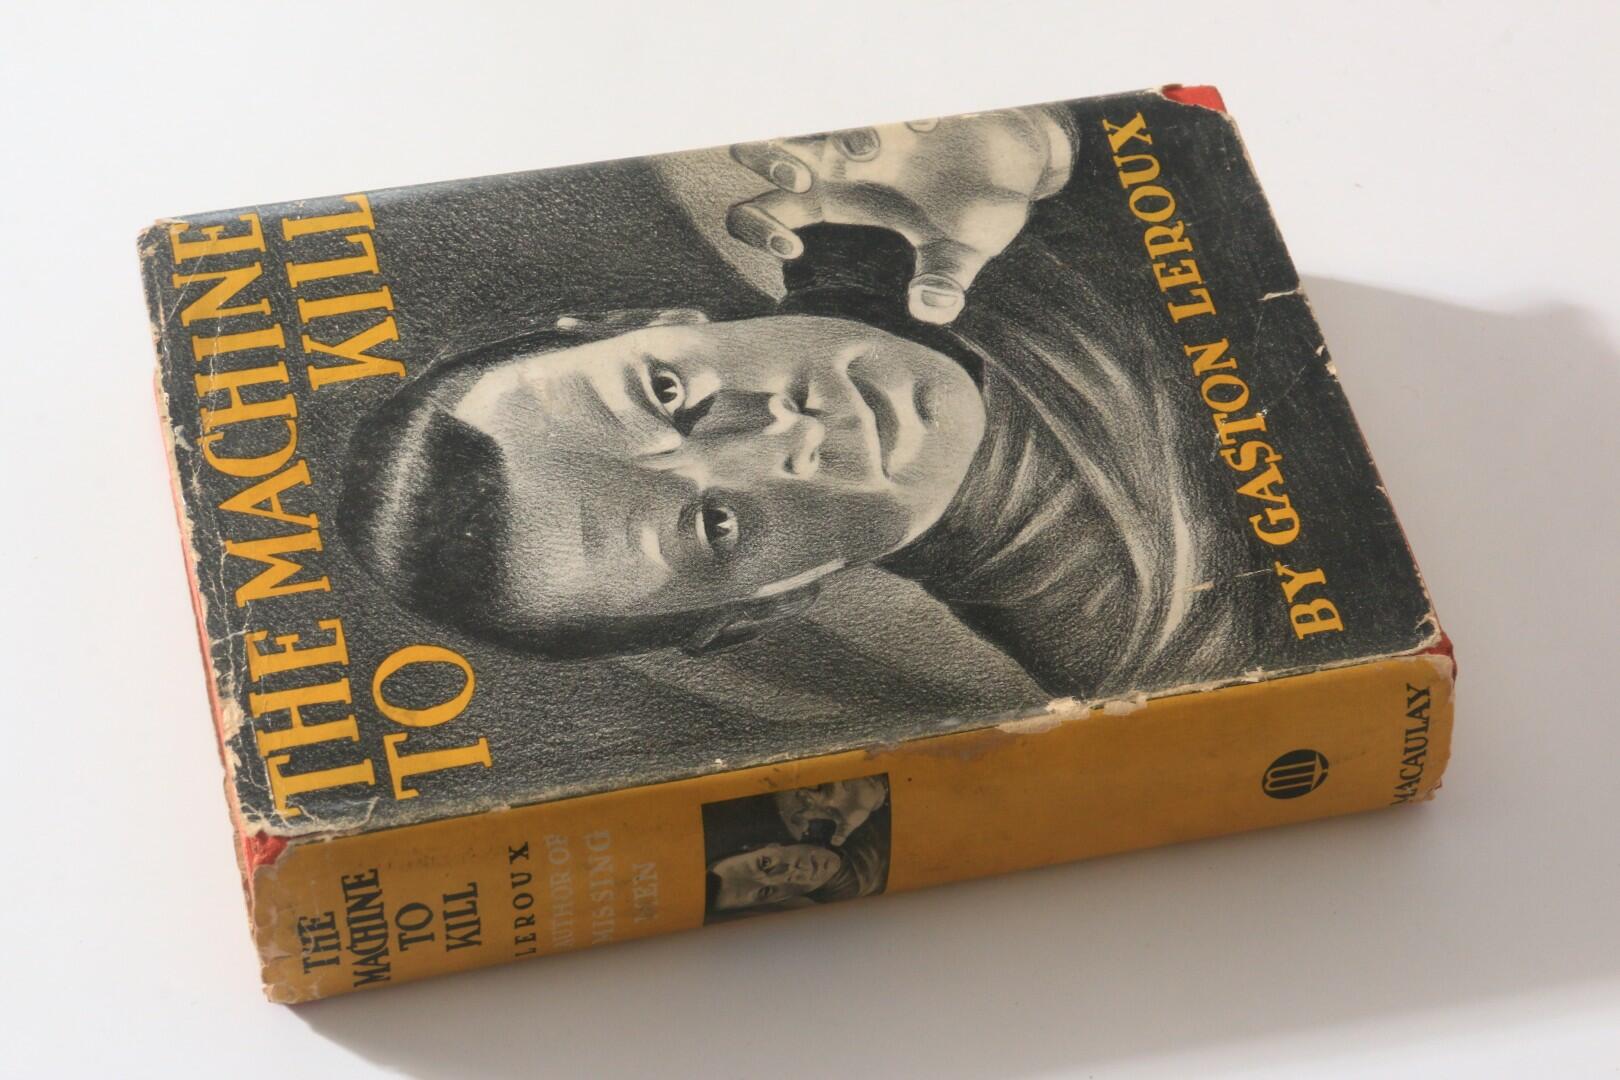 THE MACHINE
TO KILL
BY GASTON LEROUX
THE
MACHINE
TO
KILL
LEROUX
AUTHOR OF
MISSING
MEN
M
MACAULAY